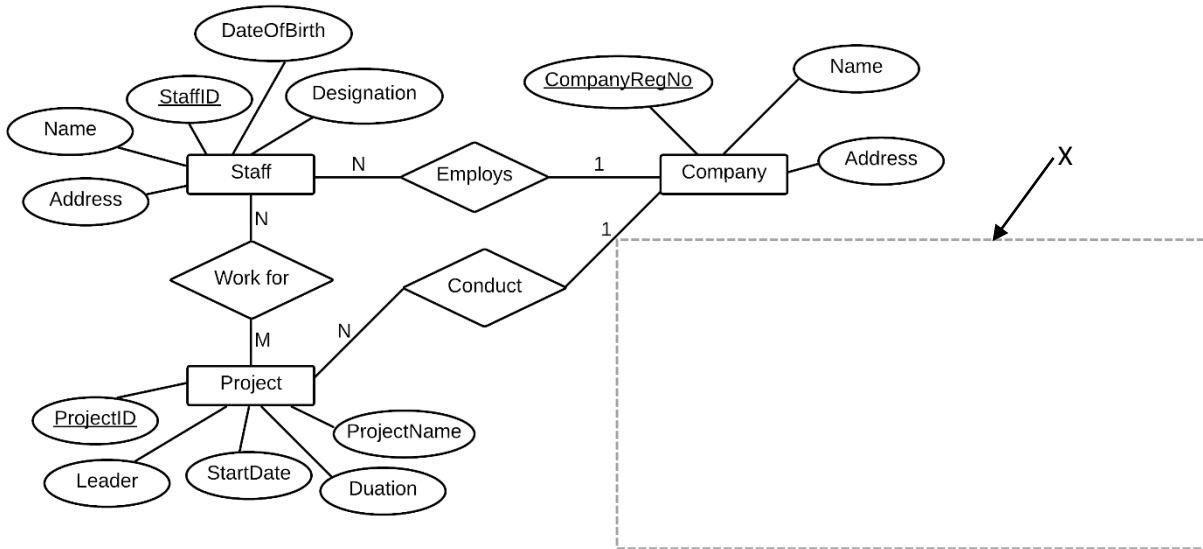 DateOfBirth
StaffID
Designation
Name
Address
Staff
N
Employs
1
CompanyRegNo
Name
Company
Address
X
N
Work for
M
1
Conduct
N
Project
ProjectID
Leader
StartDate
Duation
ProjectName